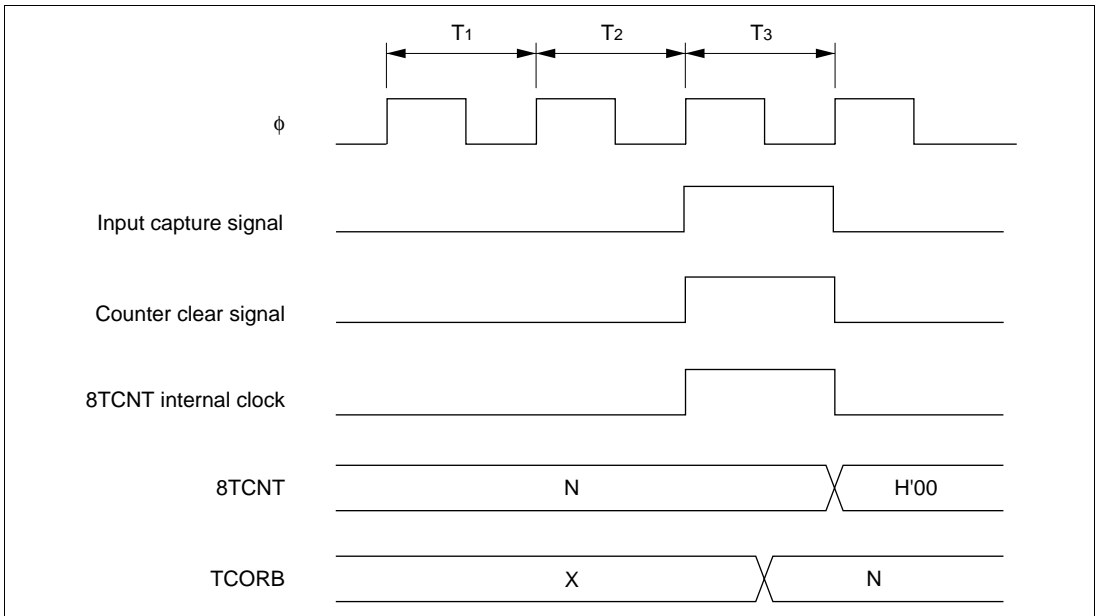 T1 T2 T3
φ
Input capture signal
Counter clear signal
8TCNT internal clock
8TCNT N H'00
TCORB X N